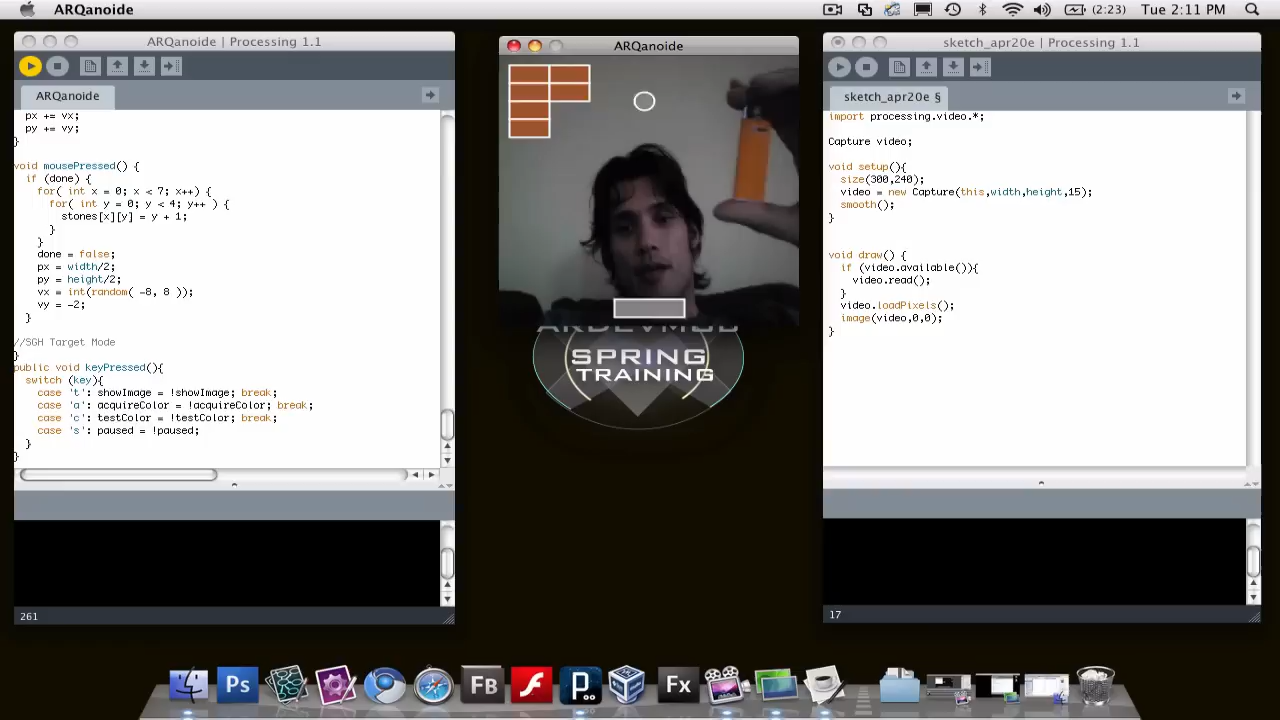 ARQanoide
(2:23) Tue 2:11 PM
ARQanoide | Processing 1.1
ARQanoide
px += vx;
py += vy;
}
void mousePressed() {
if (done) {
for( int x = 0; x < 7; x++) {
for( int y = 0; y < 4; y++ ) {
stones[x][y] = y + 1;
}
}
done = false;
px = width/2;
py = height/2;
vx = int(random( -8, 8 ));
vy = -2;
}
//SGH Target Mode
}
public void keyPressed(){
switch (key){
case 't': showImage = !showImage; break;
case 'a': acquireColor = !acquireColor; break;
case 'c': testColor = !testColor; break;
case 's': paused = !paused;
}
}
261
ARQanoide
ARDEVMOB
SPRING
TRAINING
sketch_apr20e | Processing 1.1
sketch_apr20e §
import processing.video.*;
Capture video;
void setup(){
size(300,240);
video = new Capture(this,width,height,15);
smooth();
}
void draw() {
if (video.available()){
video.read();
}
video.loadPixels();
image(video,0,0);
}
17
Ps
FB
Fx